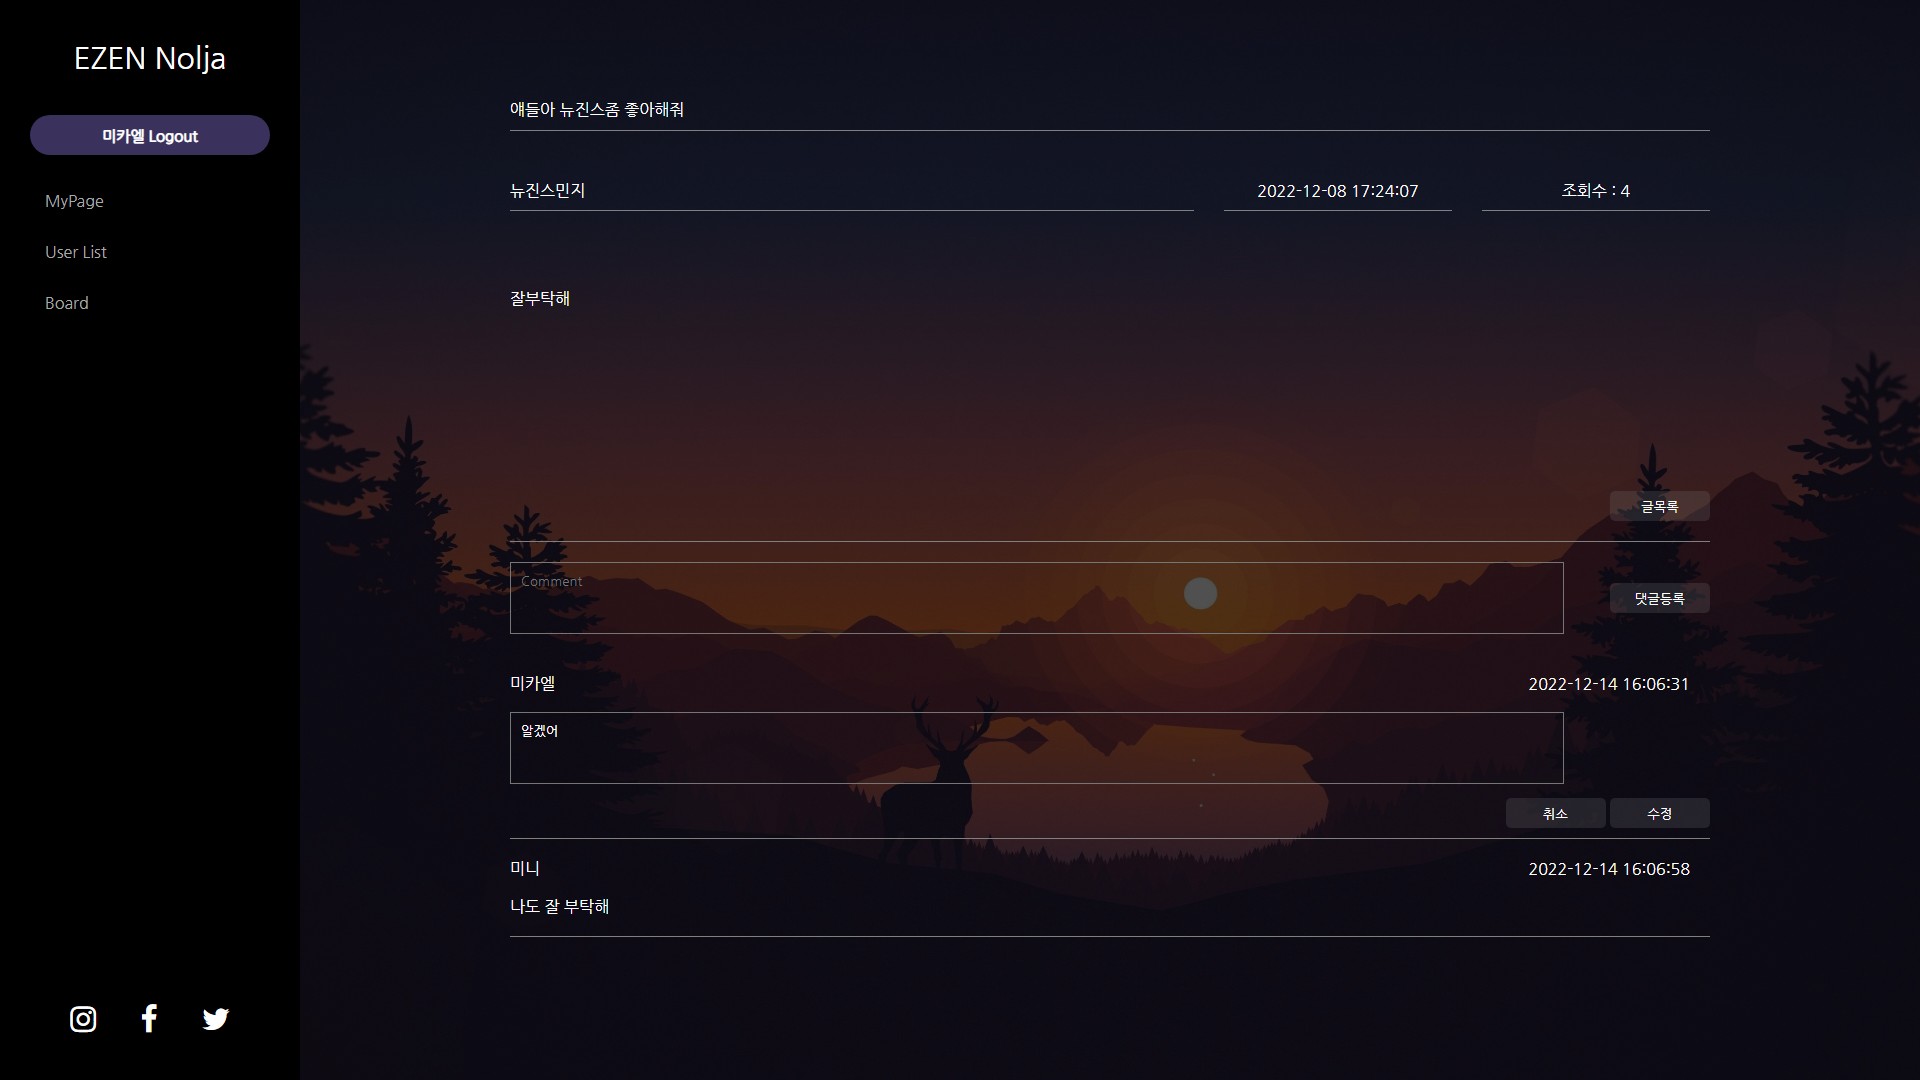 EZEN Nolja
미카엘 Logout
MyPage
User List
Board
얘들아 뉴진스좀 좋아해줘
뉴진스민지 2022-12-08 17:24:07 조회수 : 4
잘부탁해
글목록
Comment
댓글등록
미카엘 2022-12-14 16:06:31
알겠어
취소 수정
미니 2022-12-14 16:06:58
나도 잘 부탁해